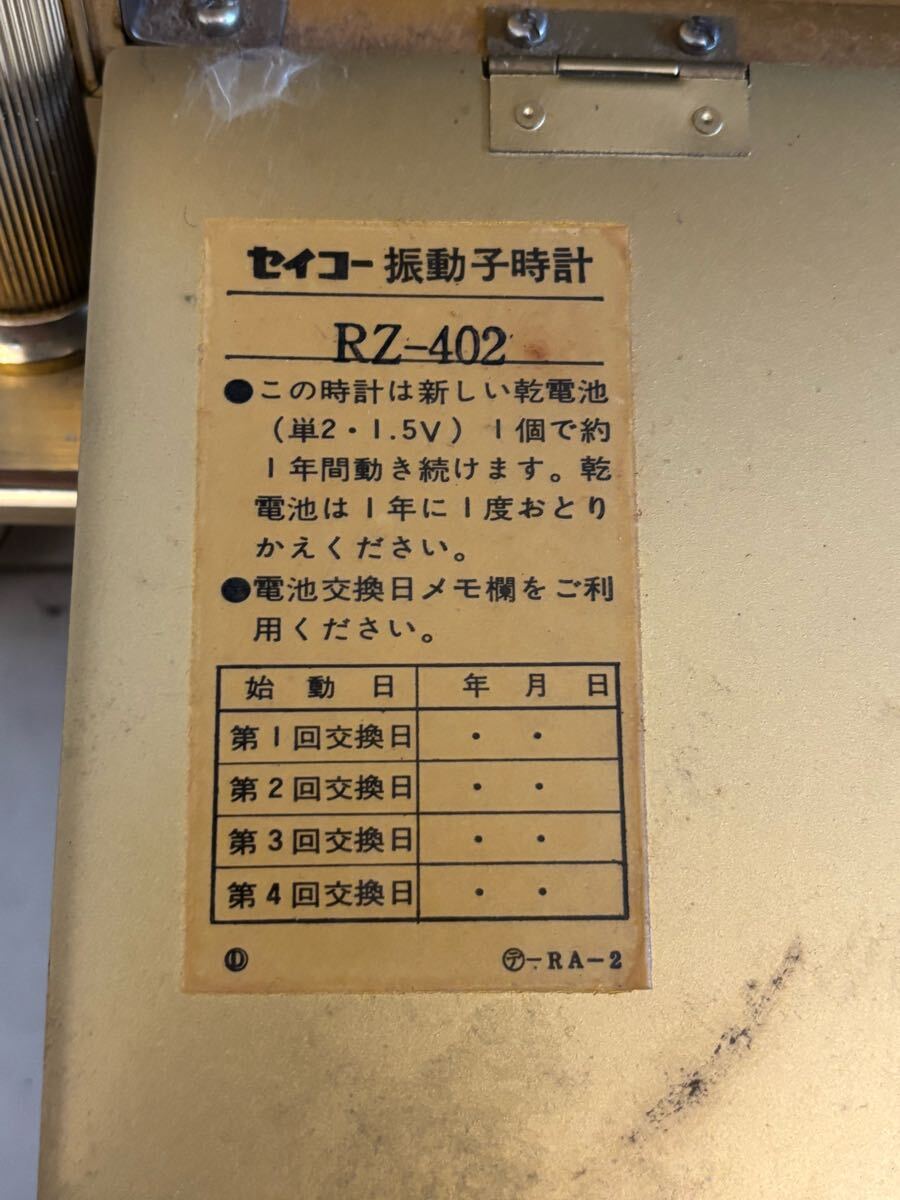 セイコー 振動子時計
RZ-402
●この時計は新しい乾電池
（単2・1.5V）1個で約
1年間動き続けます。乾
電池は1年に1度おとり
かえください。
●電池交換日メモ欄をご利
用ください。
始動日 年 月 日
第1回交換日 ・ ・
第2回交換日 ・ ・
第3回交換日 ・ ・
第4回交換日 ・ ・
Ⓓ ㋢-RA-2